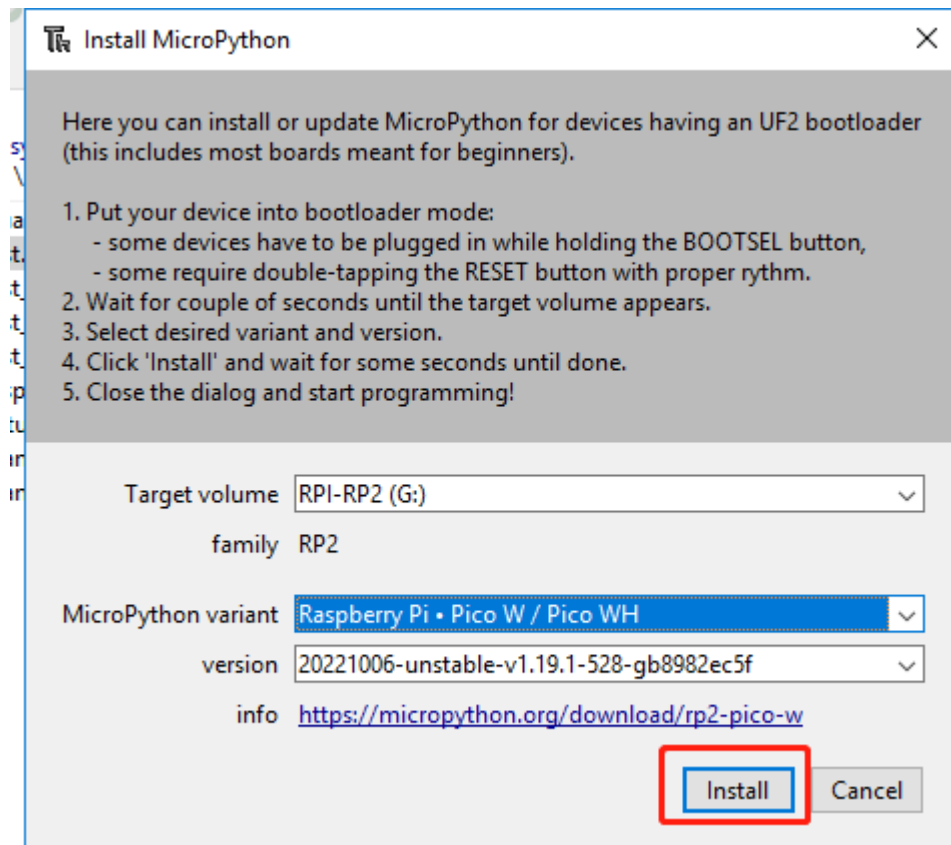 Install MicroPython
Here you can install or update MicroPython for devices having an UF2 bootloader
(this includes most boards meant for beginners).
1. Put your device into bootloader mode:
- some devices have to be plugged in while holding the BOOTSEL button,
- some require double-tapping the RESET button with proper rythm.
2. Wait for couple of seconds until the target volume appears.
3. Select desired variant and version.
4. Click 'Install' and wait for some seconds until done.
5. Close the dialog and start programming!
Target volume RPI-RP2 (G:)
family RP2
MicroPython variant Raspberry Pi • Pico W / Pico WH
version 20221006-unstable-v1.19.1-528-gb8982ec5f
info https://micropython.org/download/rp2-pico-w
Install Cancel